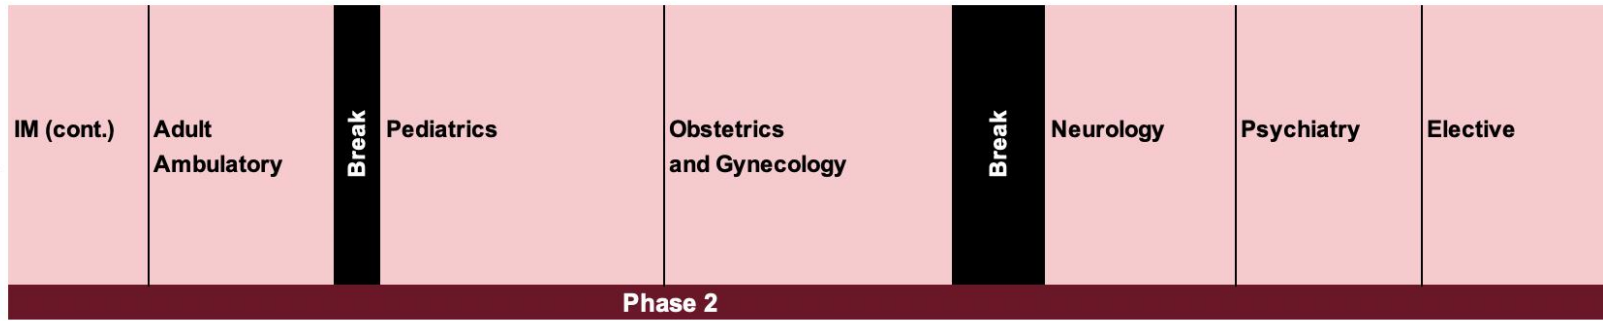 IM (cont.)
Adult
Ambulatory
Break
Pediatrics
Obstetrics
and Gynecology
Break
Neurology
Psychiatry
Elective
Phase 2